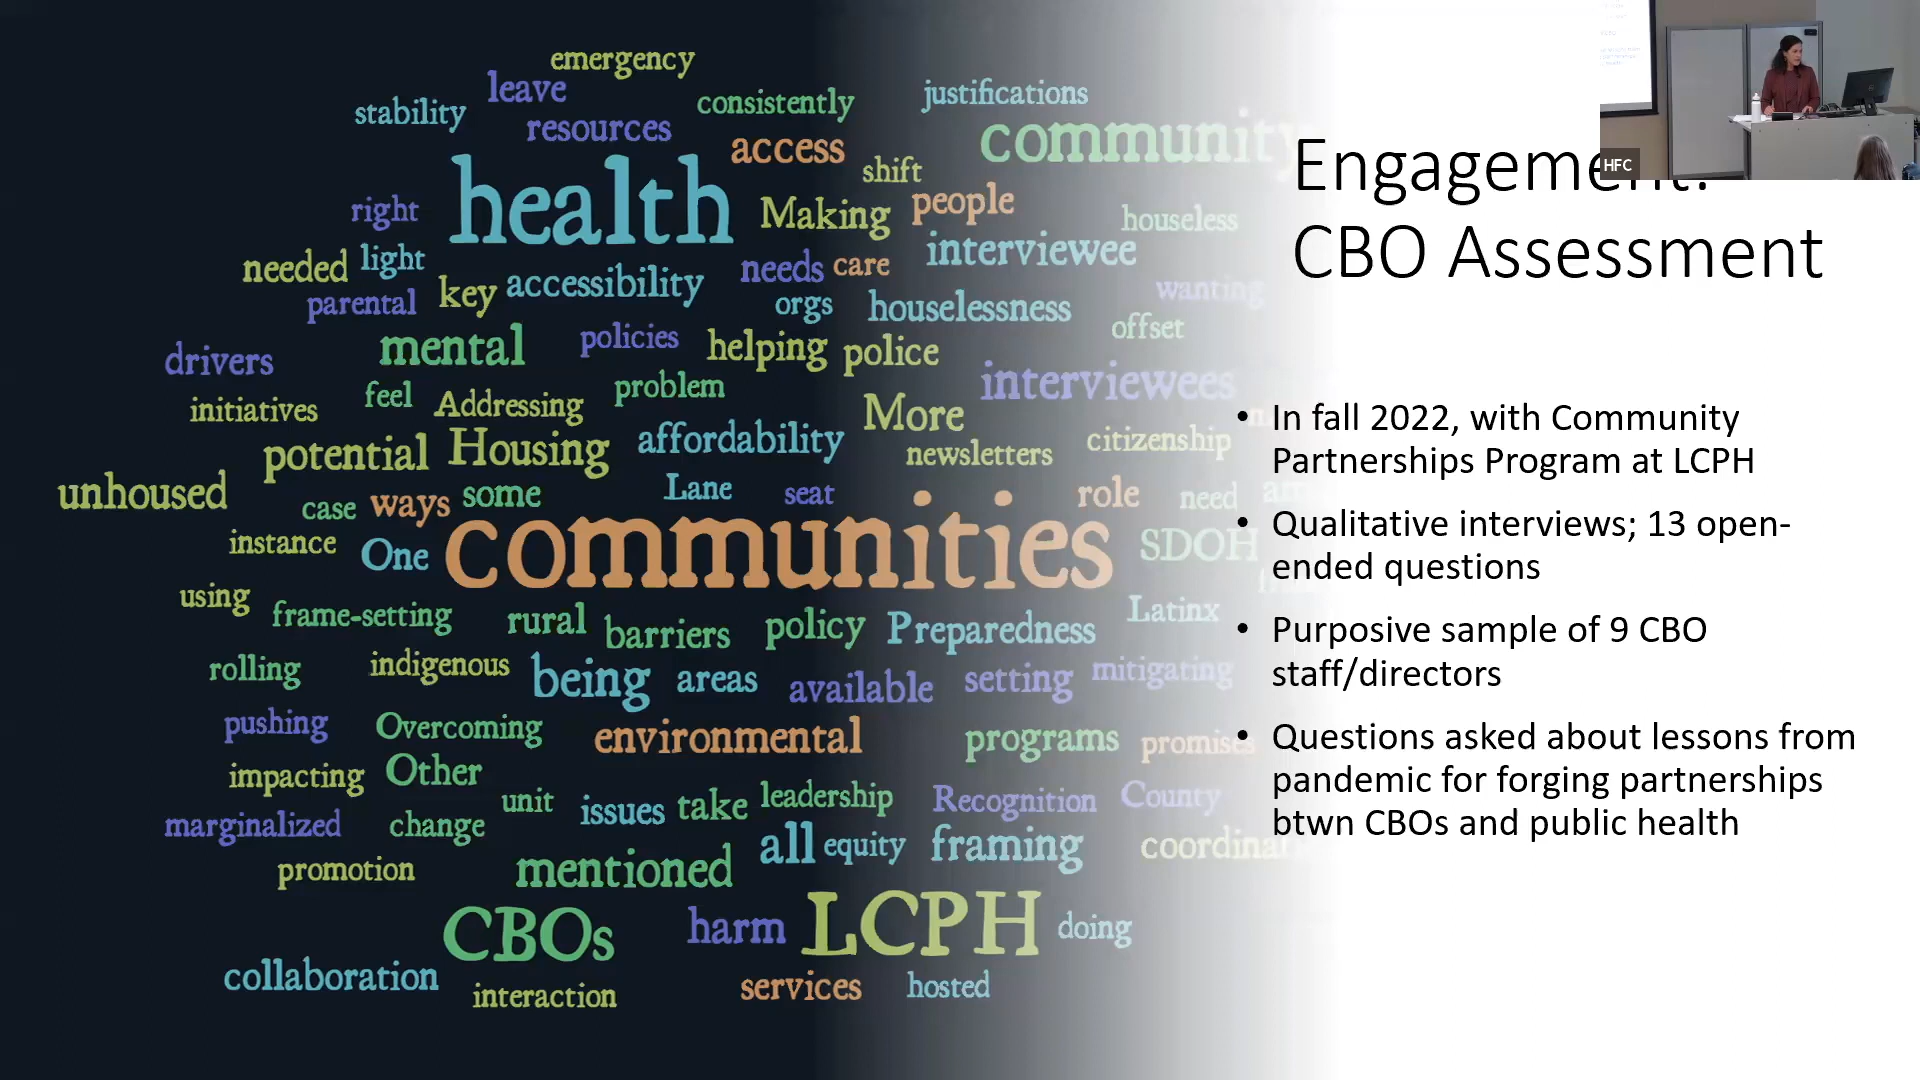 emergency
leave
stability
resources
consistently
justifications
access
community
shift
health
right
Making
people
houseless
interviewee
needed
light
key
accessibility
needs
care
parental
orgs
houselessness
wanting
offset
mental
policies
helping
police
drivers
interviewees
feel
problem
initiatives
Addressing
More
potential
Housing
affordability
newsletters
citizenship
unhoused
case
ways
some
Lane
seat
role
need
instance
One
communities
SDOH
using
frame-setting
rural
barriers
policy
Preparedness
Latinx
rolling
indigenous
being
areas
available
setting
mitigating
pushing
Overcoming
environmental
programs
promises
impacting
Other
unit
issues
take
leadership
Recognition
County
marginalized
change
all
equity
framing
promotion
mentioned
CBOs
harm
LCPH
doing
collaboration
interaction
services
hosted
HFC
Engagement:
CBO Assessment
• In fall 2022, with Community
Partnerships Program at LCPH
• Qualitative interviews; 13 open-
ended questions
• Purposive sample of 9 CBO
staff/directors
• Questions asked about lessons from
pandemic for forging partnerships
btwn CBOs and public health